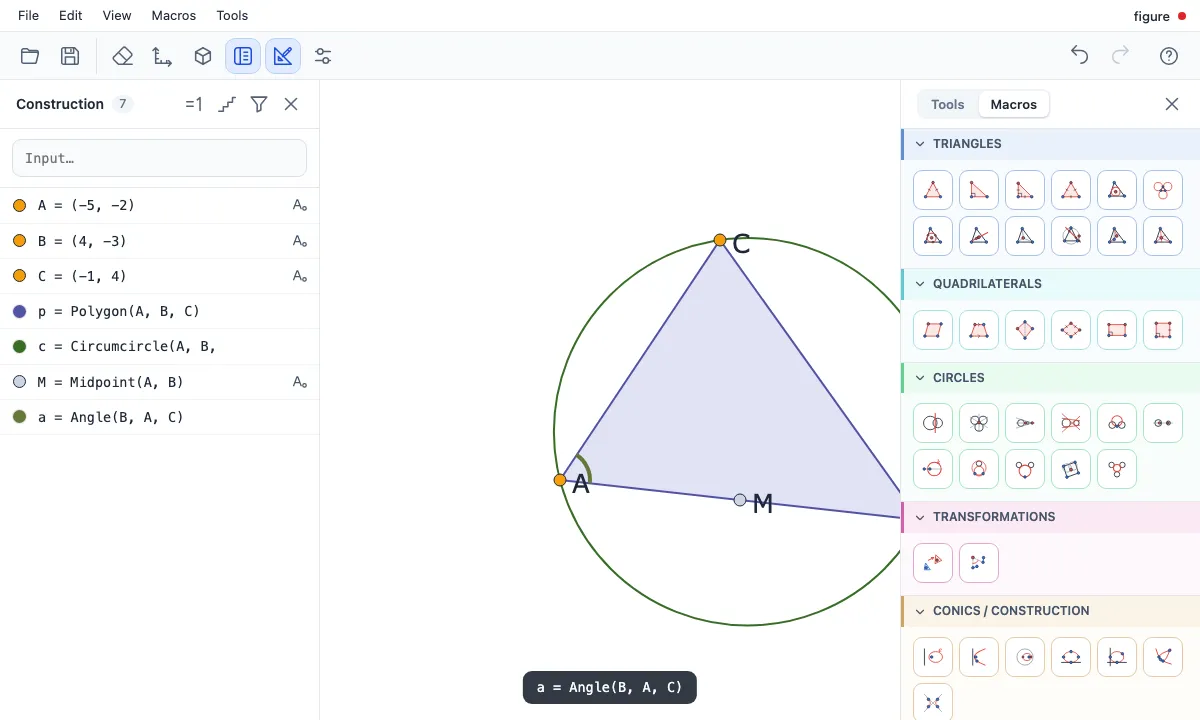 File Edit View Macros Tools
figure
Construction 7
=1
Tools Macros
Input…
A = (−5, −2)
B = (4, −3)
C = (−1, 4)
p = Polygon(A, B, C)
c = Circumcircle(A, B,
M = Midpoint(A, B)
a = Angle(B, A, C)
C
A
M
a = Angle(B, A, C)
TRIANGLES
QUADRILATERALS
CIRCLES
TRANSFORMATIONS
CONICS / CONSTRUCTION